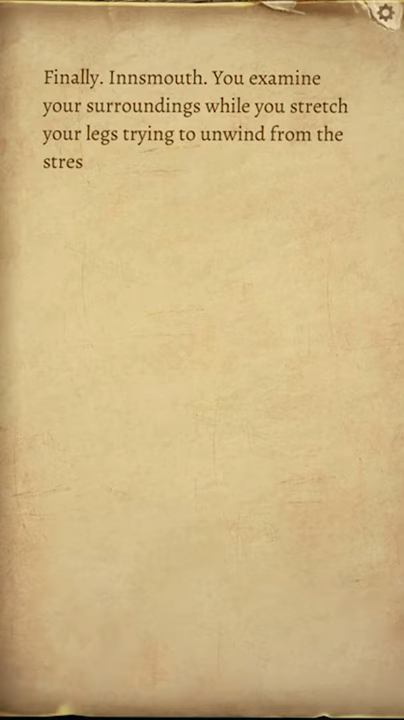 Finally. Innsmouth. You examine
your surroundings while you stretch
your legs trying to unwind from the
stres